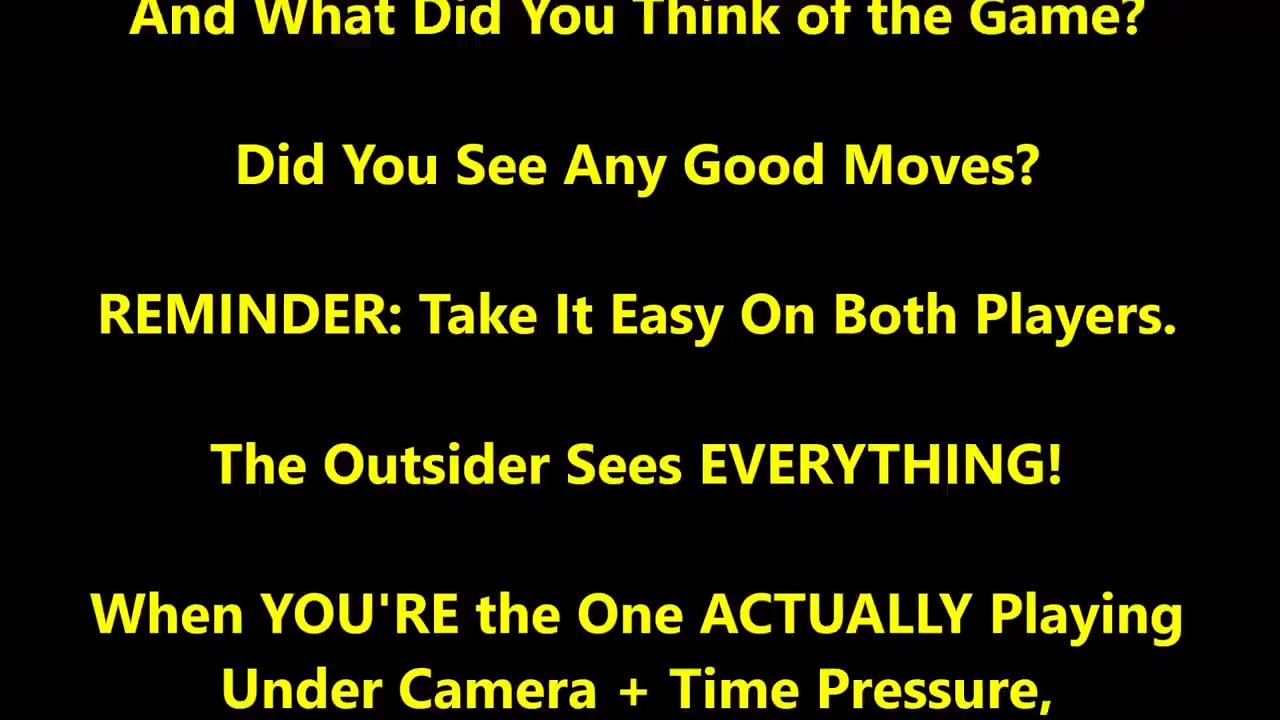 And What Did You Think of the Game?
Did You See Any Good Moves?
REMINDER: Take It Easy On Both Players.
The Outsider Sees EVERYTHING!
When YOU'RE the One ACTUALLY Playing
Under Camera + Time Pressure,